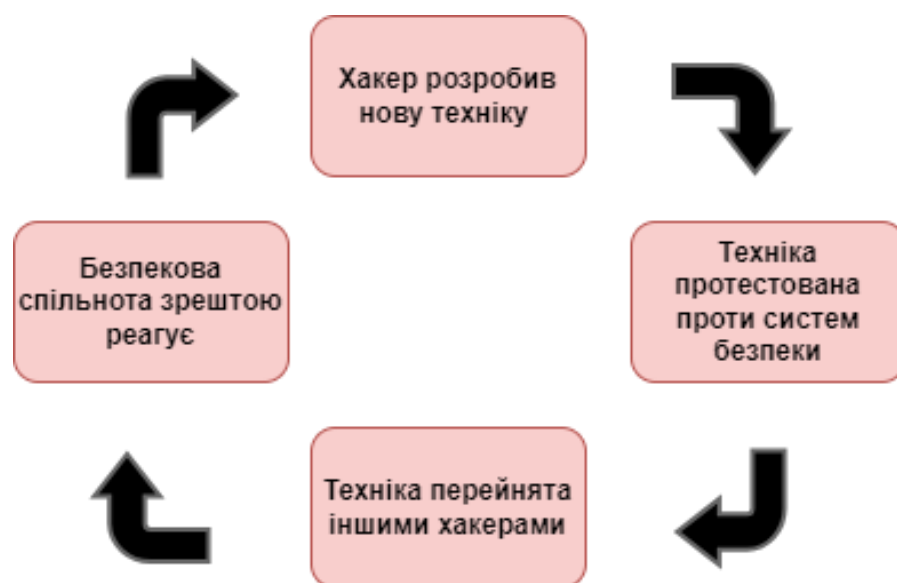 Хакер розробив
нову техніку
Техніка
протестована
проти систем
безпеки
Техніка перейнята
іншими хакерами
Безпекова
спільнота зрештою
реагує